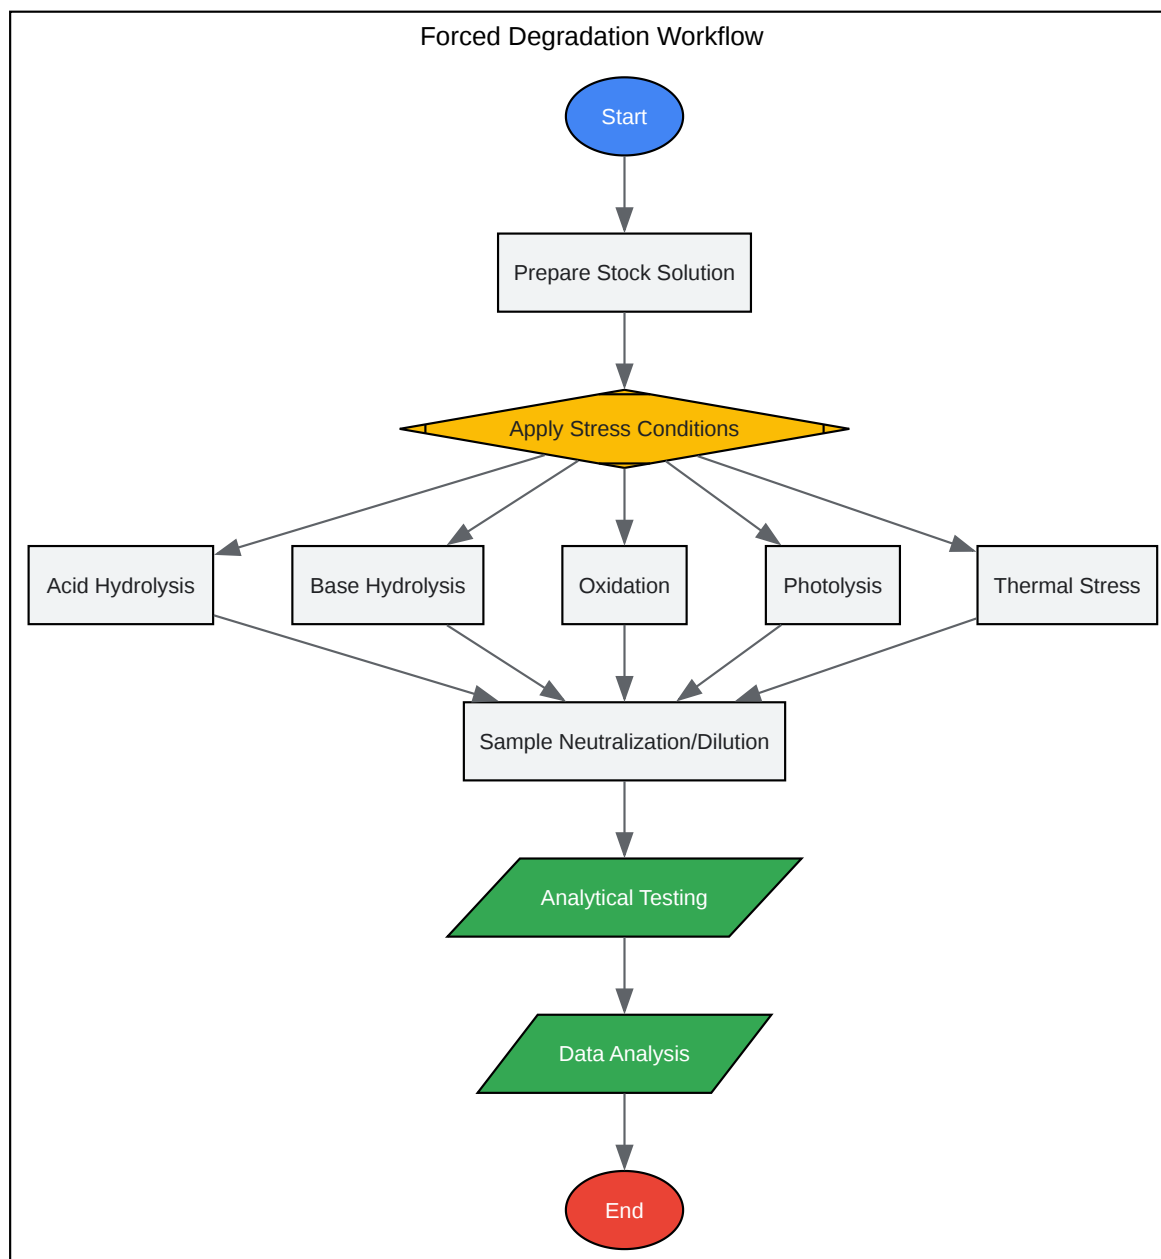 Forced Degradation Workflow
Start
Prepare Stock Solution
Apply Stress Conditions
Acid Hydrolysis
Base Hydrolysis
Oxidation
Photolysis
Thermal Stress
Sample Neutralization/Dilution
Analytical Testing
Data Analysis
End